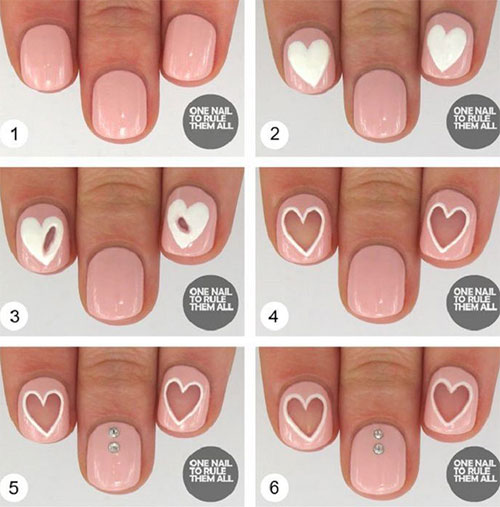 ONE NAIL
TO RULE
THEM ALL
1
ONE NAIL
TO RULE
THEM ALL
2
ONE NAIL
TO RULE
THEM ALL
3
ONE NAIL
TO RULE
THEM ALL
4
ONE NAIL
TO RULE
THEM ALL
5
ONE NAIL
TO RULE
THEM ALL
6